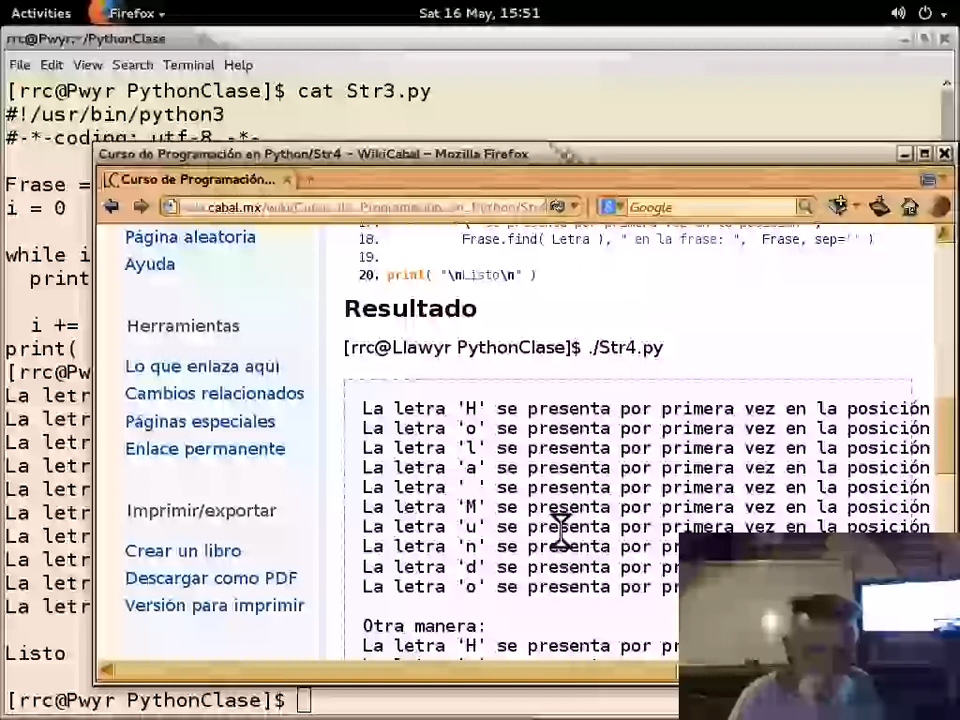 Activities Firefox Sat 16 May, 15:51
rrc@Pwyr:~/PythonClase
File Edit View Search Terminal Help
[rrc@Pwyr PythonClase]$ cat Str3.py
#!/usr/bin/python3
#-*-coding: utf-8 -*-
Frase =
i = 0
while i
print
i +=
print(
[rrc@Pw
La letr
La letr
La letr
La letr
La letr
La letr
La letr
La letr
La letr
La letr
Listo
[rrc@Pwyr PythonClase]$
Curso de Programación en Python/Str4 - WikiCabal - Mozilla Firefox
Curso de Programación...
cabal.mx/wiki/ Google
Página aleatoria
Ayuda
Herramientas
Lo que enlaza aquí
Cambios relacionados
Páginas especiales
Enlace permanente
Imprimir/exportar
Crear un libro
Descargar como PDF
Versión para imprimir
18. Frase.find( Letra ), " en la frase: ", Frase, sep="" )
19.
20. print( "\nListo\n" )
Resultado
[rrc@Llawyr PythonClase]$ ./Str4.py
La letra 'H' se presenta por primera vez en la posición
La letra 'o' se presenta por primera vez en la posición
La letra 'l' se presenta por primera vez en la posición
La letra 'a' se presenta por primera vez en la posición
La letra ' ' se presenta por primera vez en la posición
La letra 'M' se presenta por primera vez en la posición
La letra 'u' se presenta por primera vez en la posición
La letra 'n' se presenta por pr
La letra 'd' se presenta por pr
La letra 'o' se presenta por pr
Otra manera:
La letra 'H' se presenta por pr